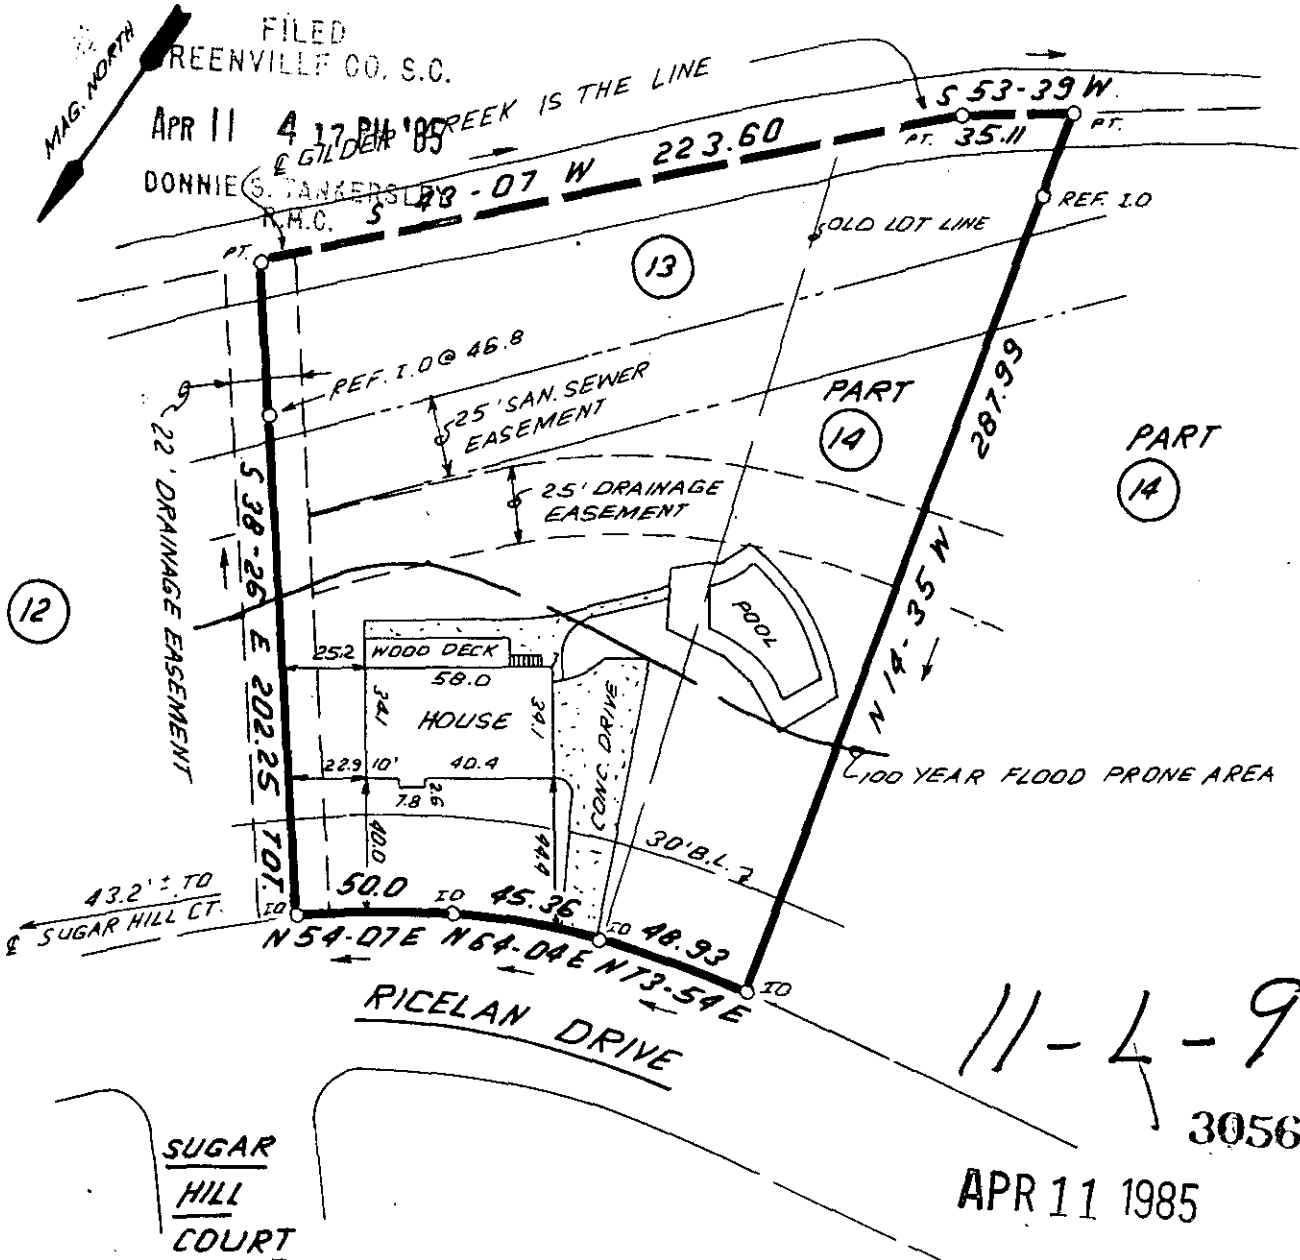 MAG. NORTH
FILED
REENVILLE CO. S.C.
APR 11 4 17 PM '85
DONNIE S. TANKERSLEY
R.M.C.
℄ GILDER CREEK IS THE LINE
S 53-39 W.
35.11
PT.
PT.
S 43-07 W 223.60
PT.
REF. I.O
OLD LOT LINE
13
REF. I.O @ 46.8
25' SAN. SEWER
EASEMENT
PART
14
287.99
N 14-35 W
PART
14
25' DRAINAGE
EASEMENT
22' DRAINAGE EASEMENT
S 38-26 E 202.25 TOT.
12
POOL
25.2
WOOD DECK
58.0
34.1
HOUSE
34.1
CONC. DRIVE
22.9
10'
40.4
7.8
2.6
100 YEAR FLOOD PRONE AREA
40.0
44.4
30' B.L.
43.2' ± TO
℄ SUGAR HILL CT.
IO
50.0
IO
45.36
IO
48.93
IO
N 54-07 E
N 64-04 E
N 73-54 E
RICELAN DRIVE
11-L-9
3056
APR 11 1985
SUGAR
HILL
COURT